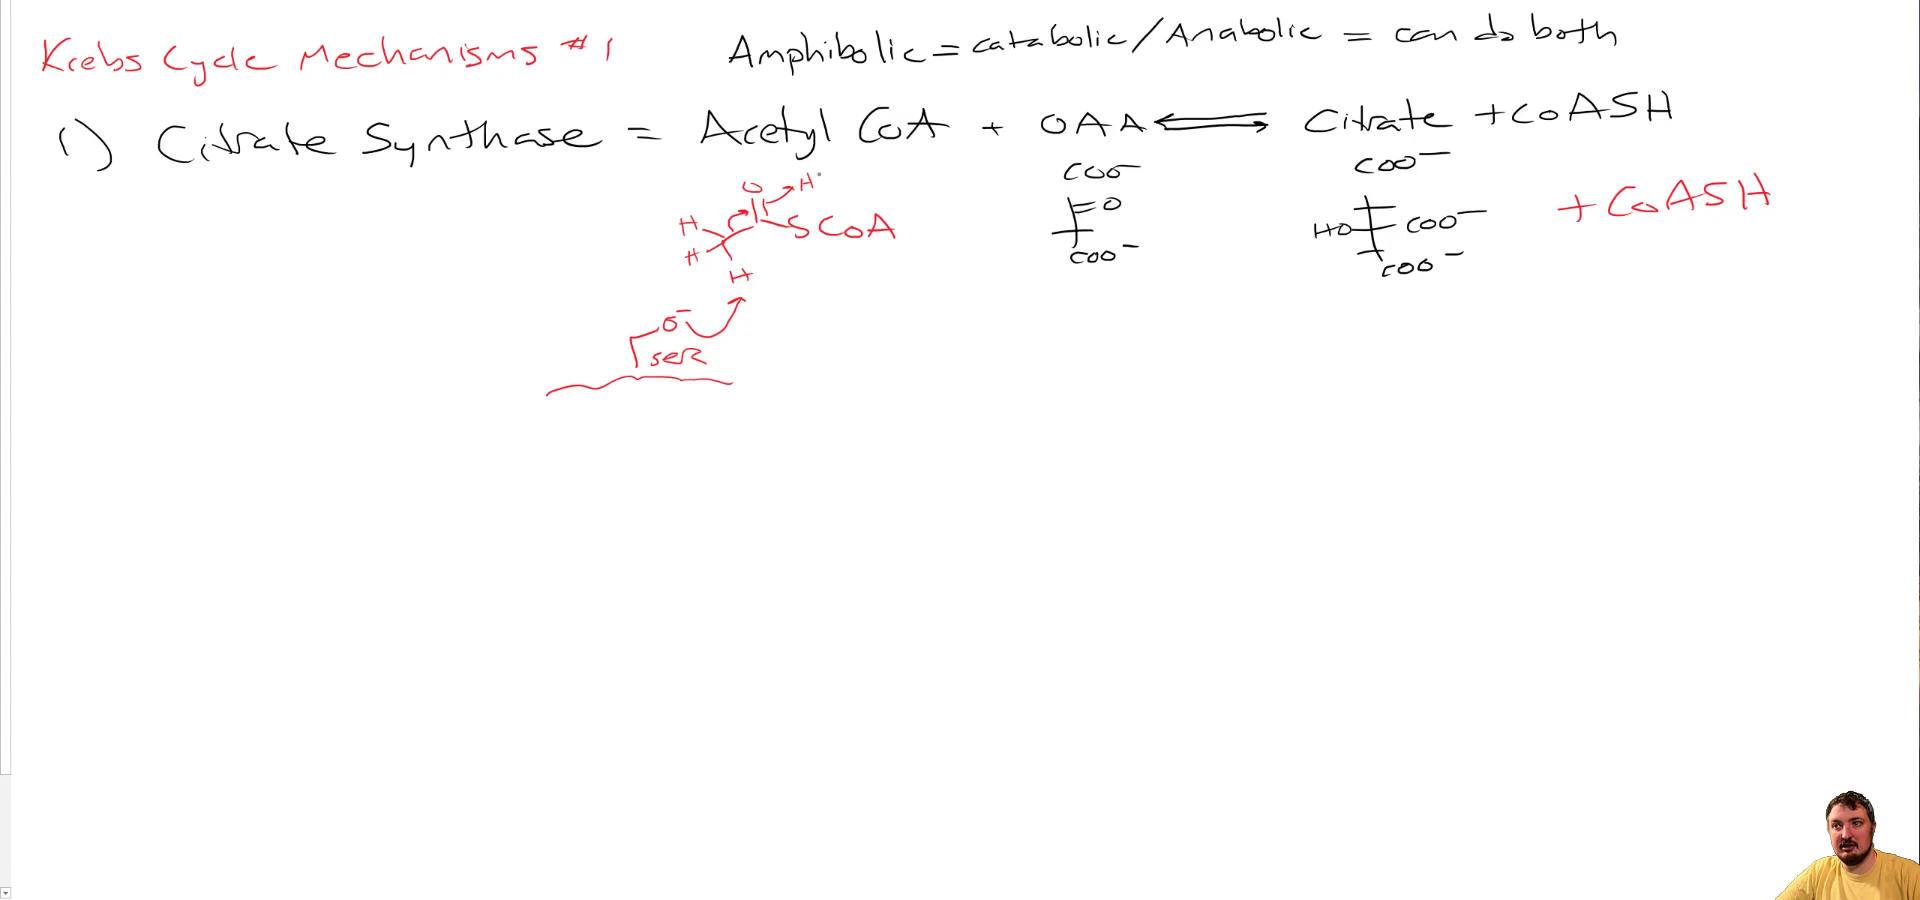 Krebs Cycle Mechanisms #1
Amphibolic = catabolic/Anabolic = can do both
1) Citrate Synthase = Acetyl CoA + OAA ⇌ Citrate + CoASH
COO⁻
COO⁻
O H⁺
=O
+ CoASH
H
SCoA
HO COO⁻
H
COO⁻
COO⁻
H
O⁻
SER